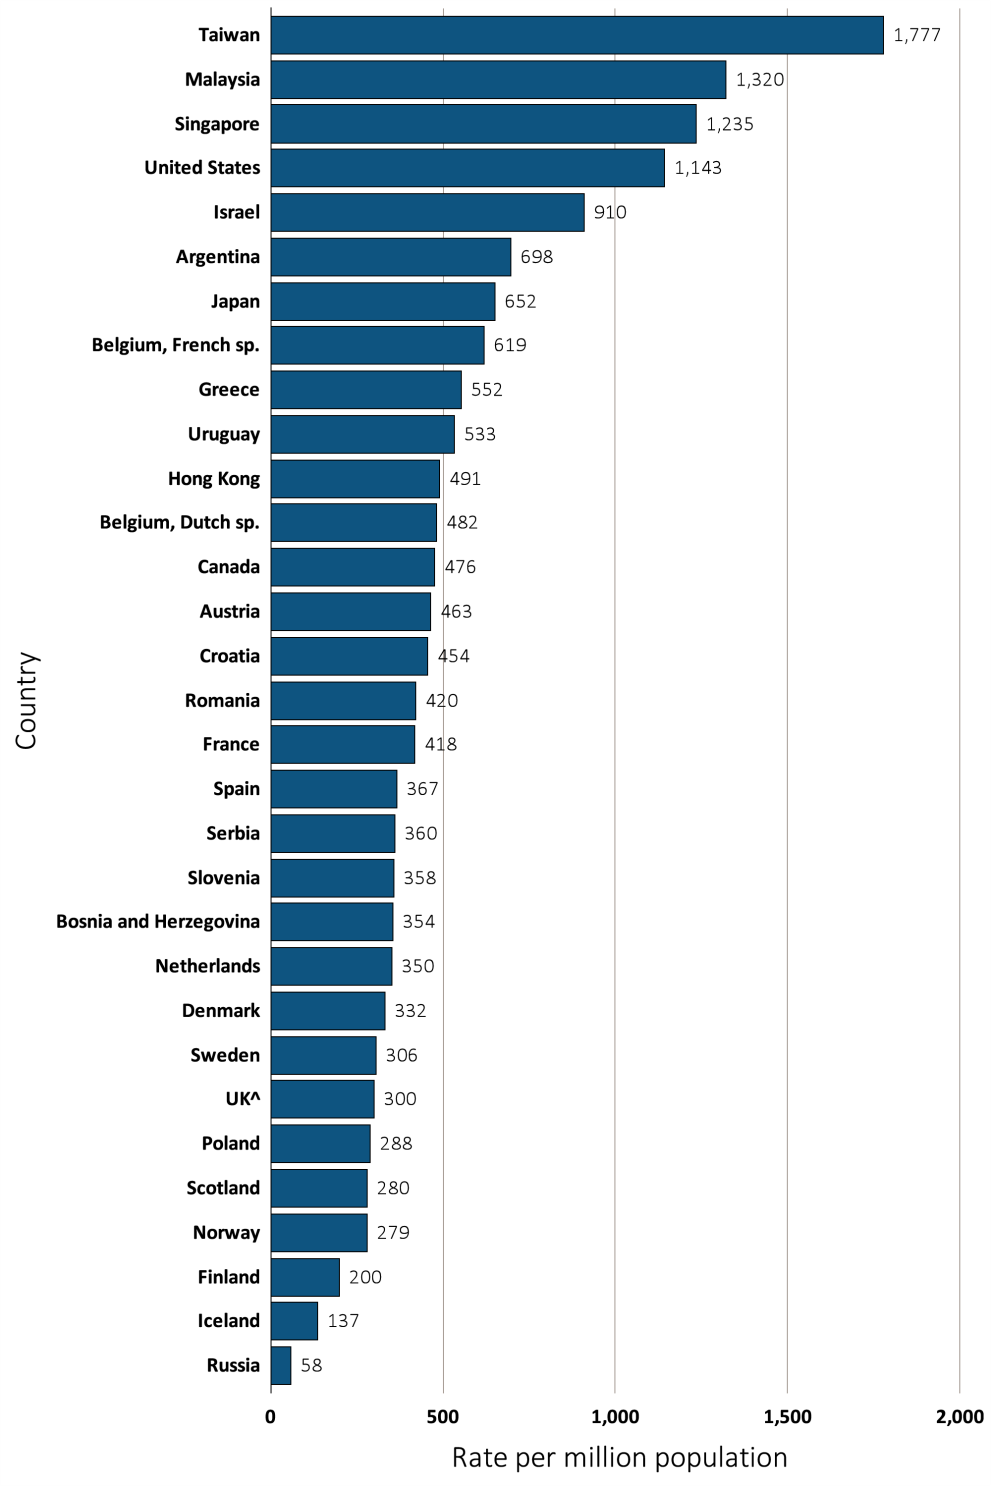 Taiwan 1,777
Malaysia 1,320
Singapore 1,235
United States 1,143
Israel 910
Argentina 698
Japan 652
Belgium, French sp. 619
Greece 552
Uruguay 533
Hong Kong 491
Belgium, Dutch sp. 482
Canada 476
Austria 463
Croatia 454
Romania 420
France 418
Spain 367
Serbia 360
Slovenia 358
Bosnia and Herzegovina 354
Netherlands 350
Denmark 332
Sweden 306
UK^ 300
Poland 288
Scotland 280
Norway 279
Finland 200
Iceland 137
Russia 58
Country
0 500 1,000 1,500 2,000
Rate per million population